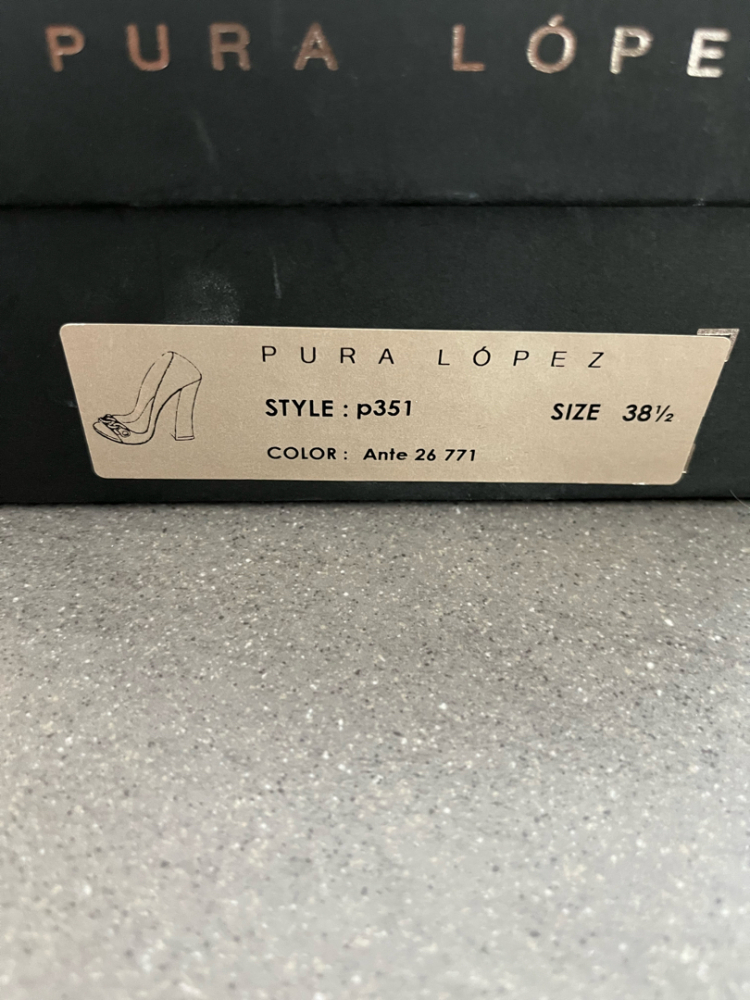 PURA LÓPE
PURA LÓPEZ
STYLE : p351 SIZE 38½
COLOR : Ante 26 771